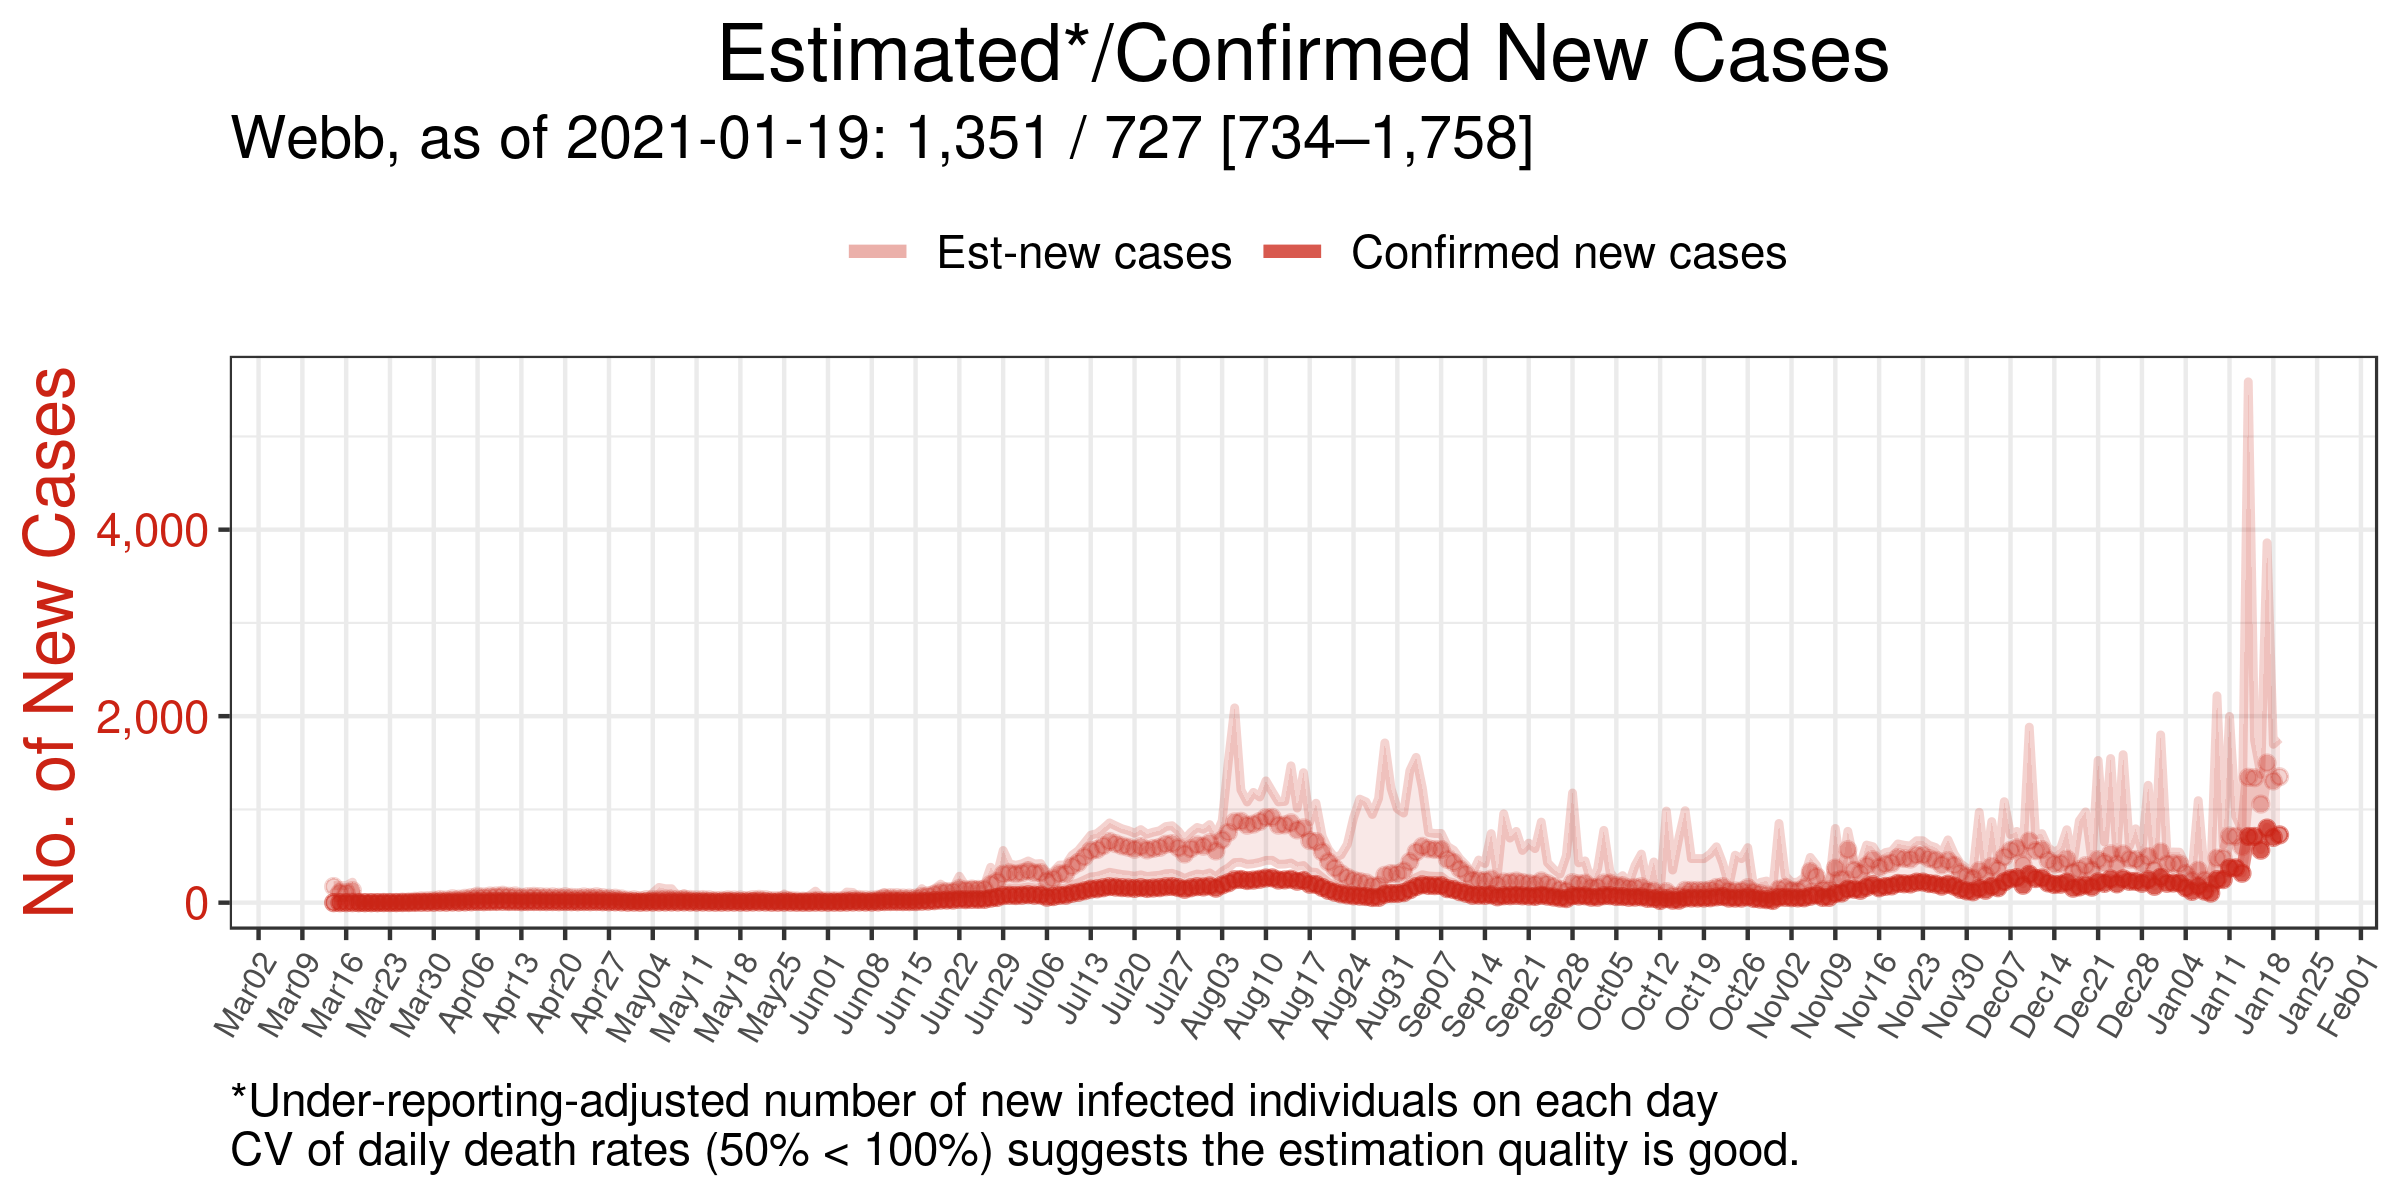 Estimated*/Confirmed New Cases
Webb, as of 2021-01-19: 1,351 / 727 [734–1,758]
Est-new cases Confirmed new cases
No. of New Cases
4,000
2,000
0
Mar02 Mar09 Mar16 Mar23 Mar30 Apr06 Apr13 Apr20 Apr27 May04 May11 May18 May25 Jun01 Jun08 Jun15 Jun22 Jun29 Jul06 Jul13 Jul20 Jul27 Aug03 Aug10 Aug17 Aug24 Aug31 Sep07 Sep14 Sep21 Sep28 Oct05 Oct12 Oct19 Oct26 Nov02 Nov09 Nov16 Nov23 Nov30 Dec07 Dec14 Dec21 Dec28 Jan04 Jan11 Jan18 Jan25 Feb01
*Under-reporting-adjusted number of new infected individuals on each day
CV of daily death rates (50% < 100%) suggests the estimation quality is good.